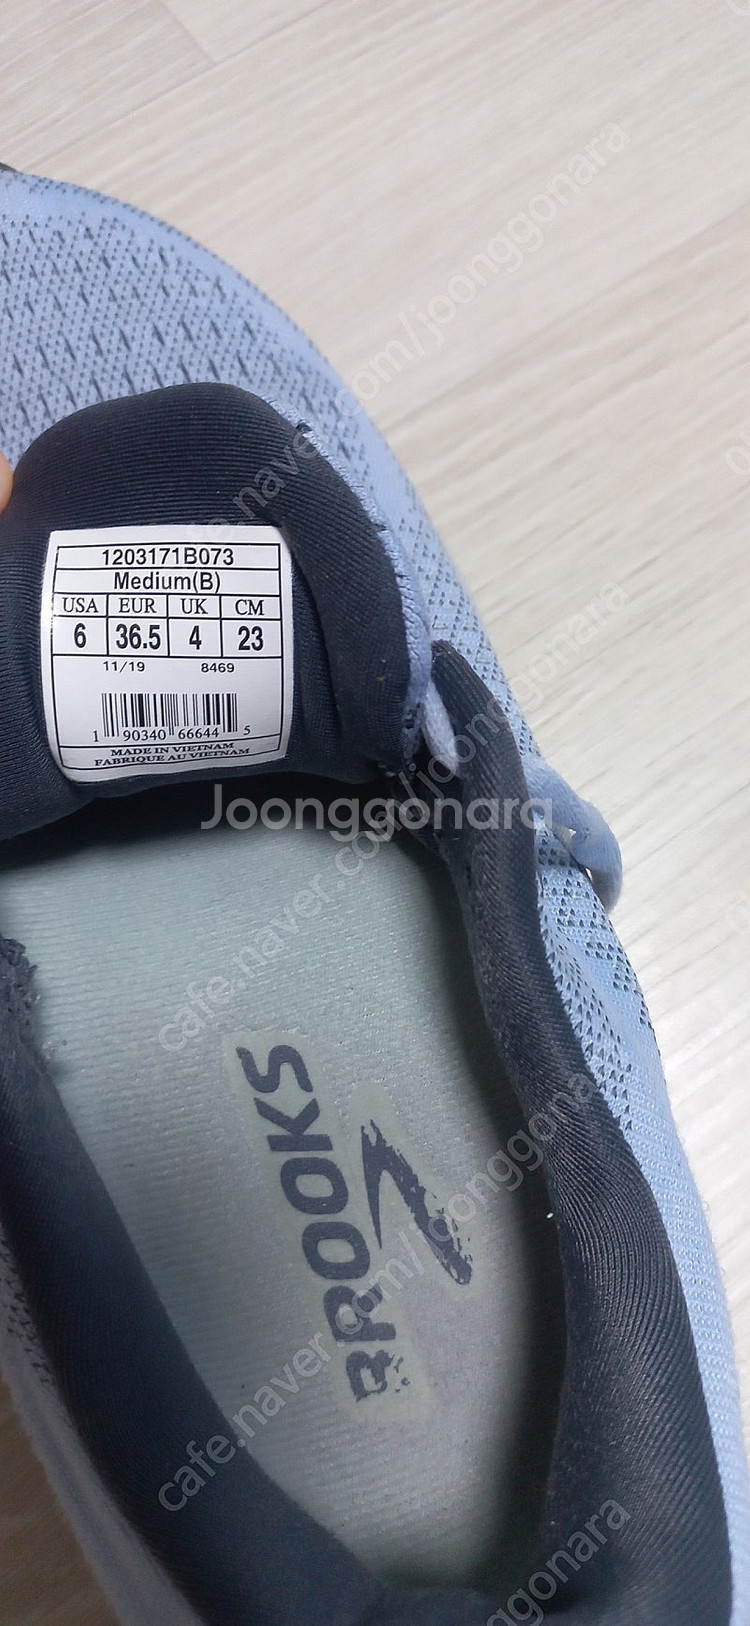 1203171B073
Medium(B)
USA EUR UK CM
6 36.5 4 23
11/19 8469
1 90340 66644 5
MADE IN VIETNAM
FABRIQUE AU VIETNAM
Joonggonara
BROOKS
cafe.naver.com/joonggonara
cafe.naver.com/joonggonara
cafe.naver.com/joonggonara